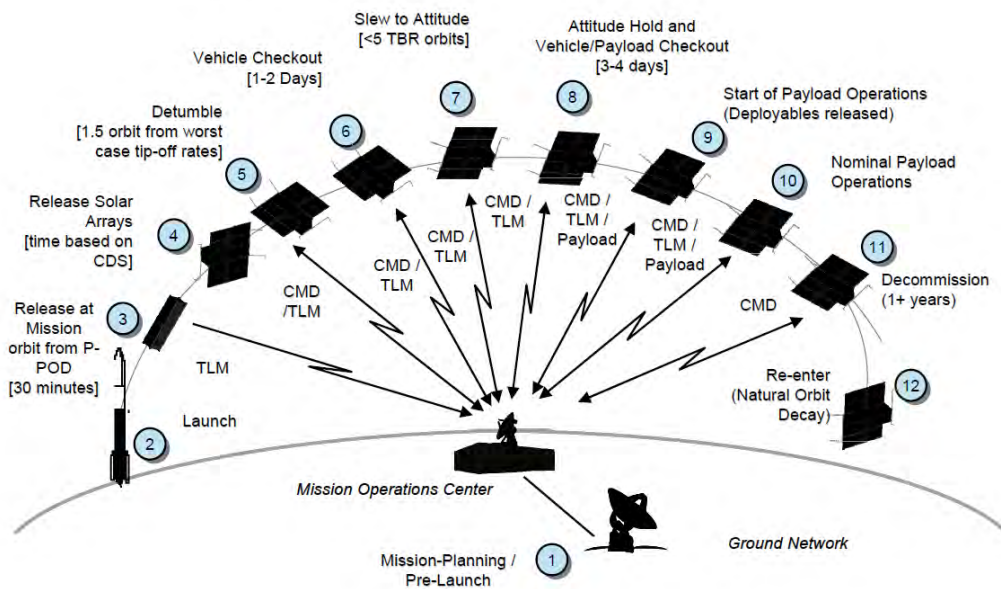 Slew to Attitude
[<5 TBR orbits]
7
Vehicle Checkout
[1-2 Days]
6
Attitude Hold and
Vehicle/Payload Checkout
[3-4 days]
8
Detumble
[1.5 orbit from worst
case tip-off rates]
5
Start of Payload Operations
(Deployables released)
9
Release Solar
Arrays
[time based on
CDS]
4
Nominal Payload
Operations
10
Release at
Mission
orbit from P-
POD
[30 minutes]
3
Decommission
(1+ years)
11
TLM
CMD
/TLM
CMD /
TLM
CMD /
TLM
CMD /
TLM
CMD /
TLM /
Payload
CMD /
TLM /
Payload
CMD
Launch
2
Re-enter
(Natural Orbit
Decay)
12
Mission Operations Center
Ground Network
Mission-Planning /
Pre-Launch
1